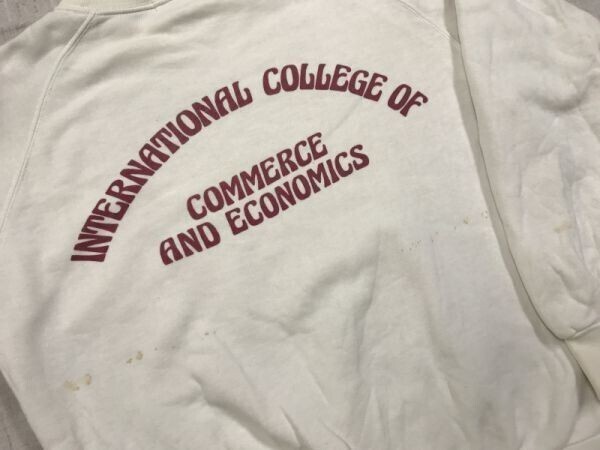 INTERNATIONAL COLLEGE OF
COMMERCE
AND ECONOMICS